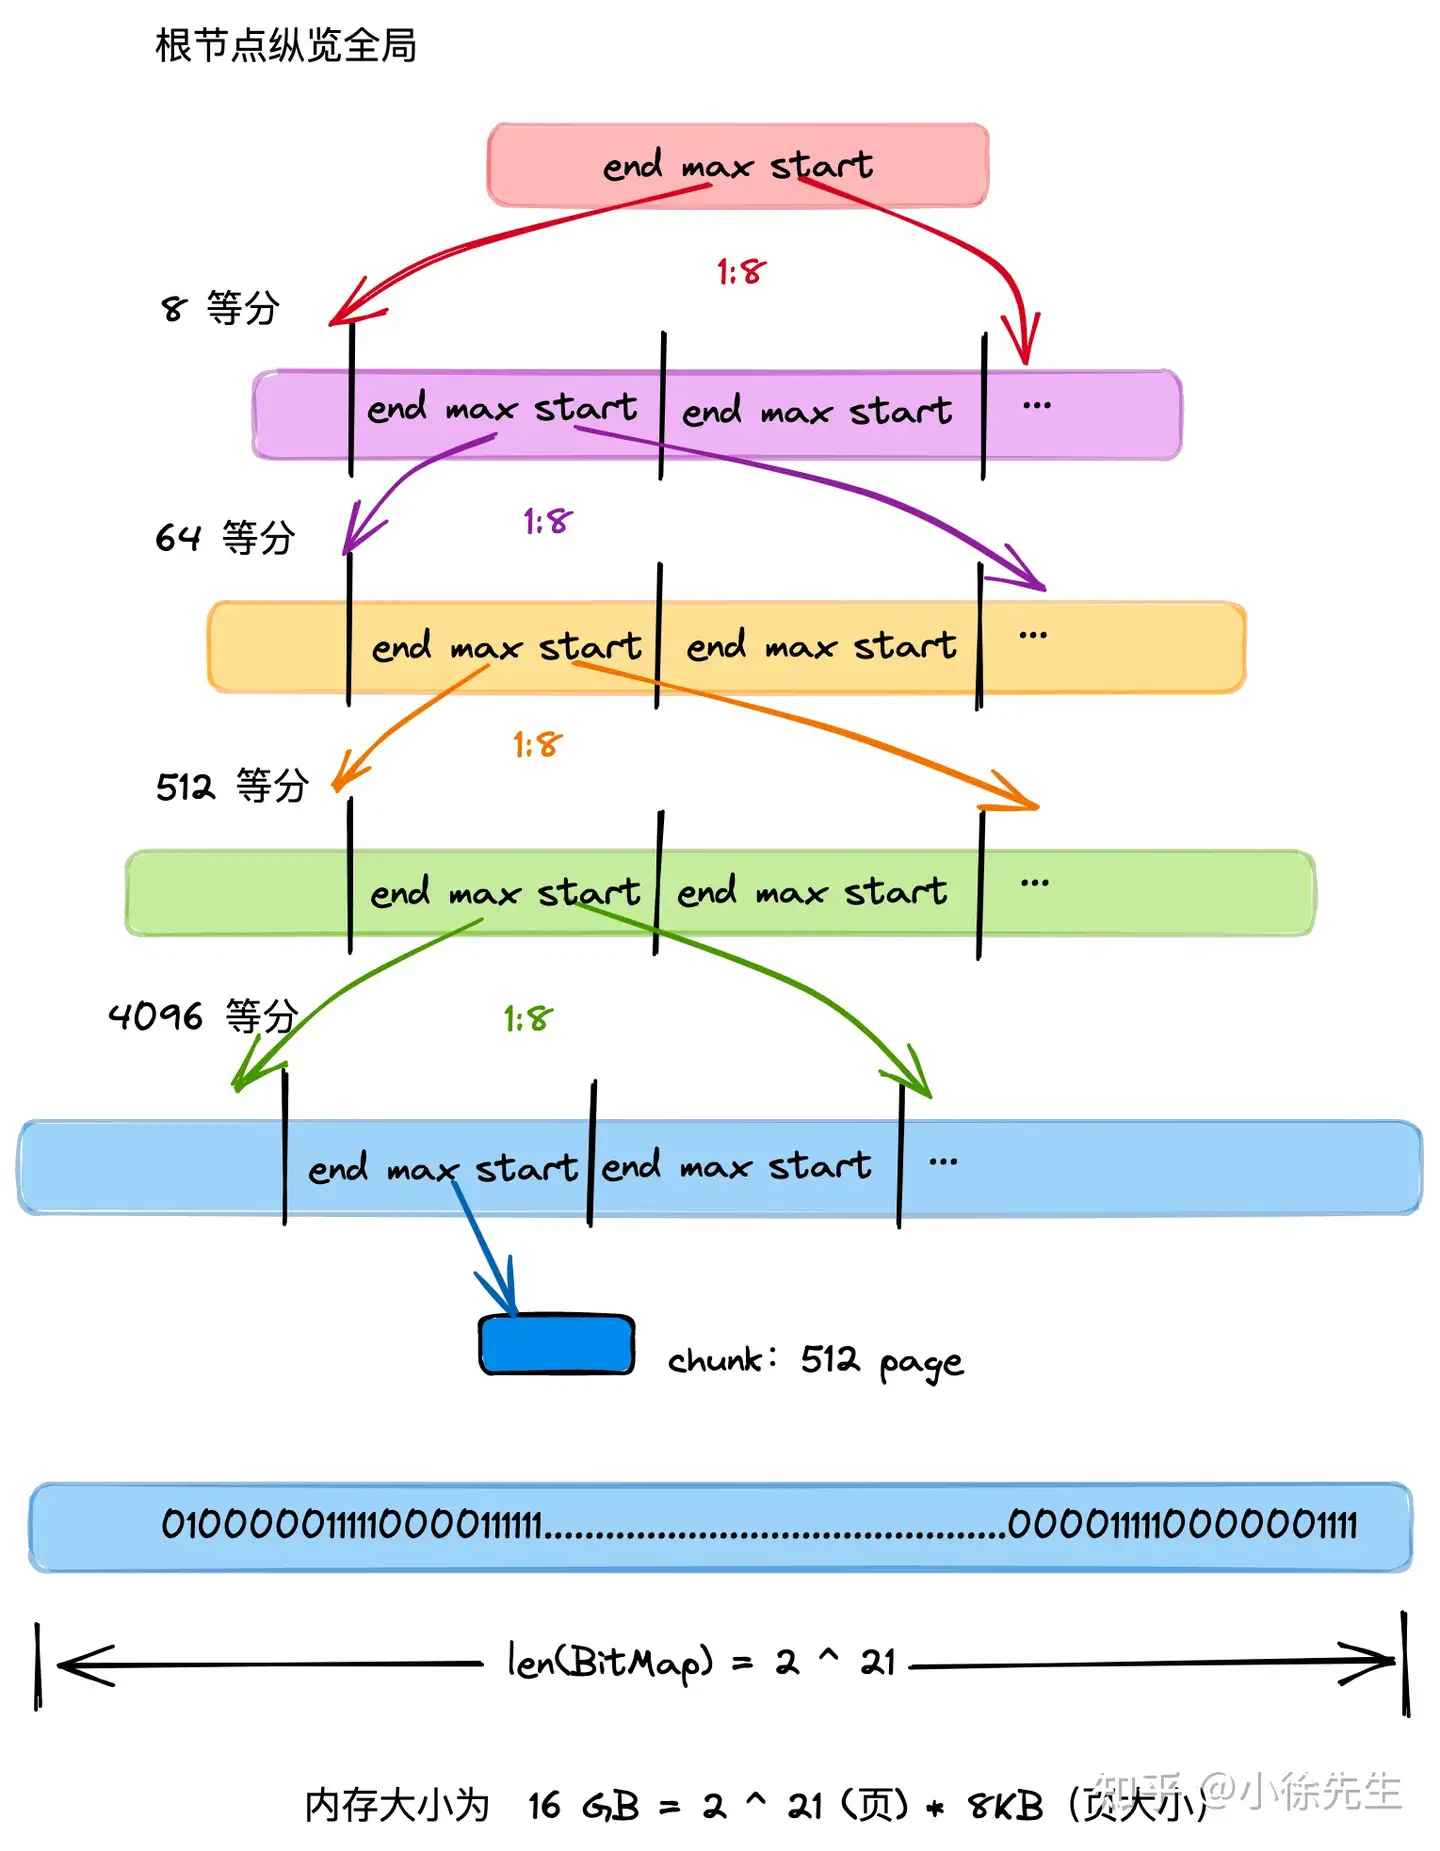 根节点纵览全局
end max start
1:8
8 等分
end max start end max start ...
1:8
64 等分
end max start end max start ...
1:8
512 等分
end max start end max start ...
4096 等分
1:8
end max start end max start ...
chunk: 512 page
0100000111110000111111..............................................0000111110000001111
len(BitMap) = 2 ^ 21
内存大小为 16 GB = 2 ^ 21 (页) * 8KB (页大小)
知乎 @小徐先生